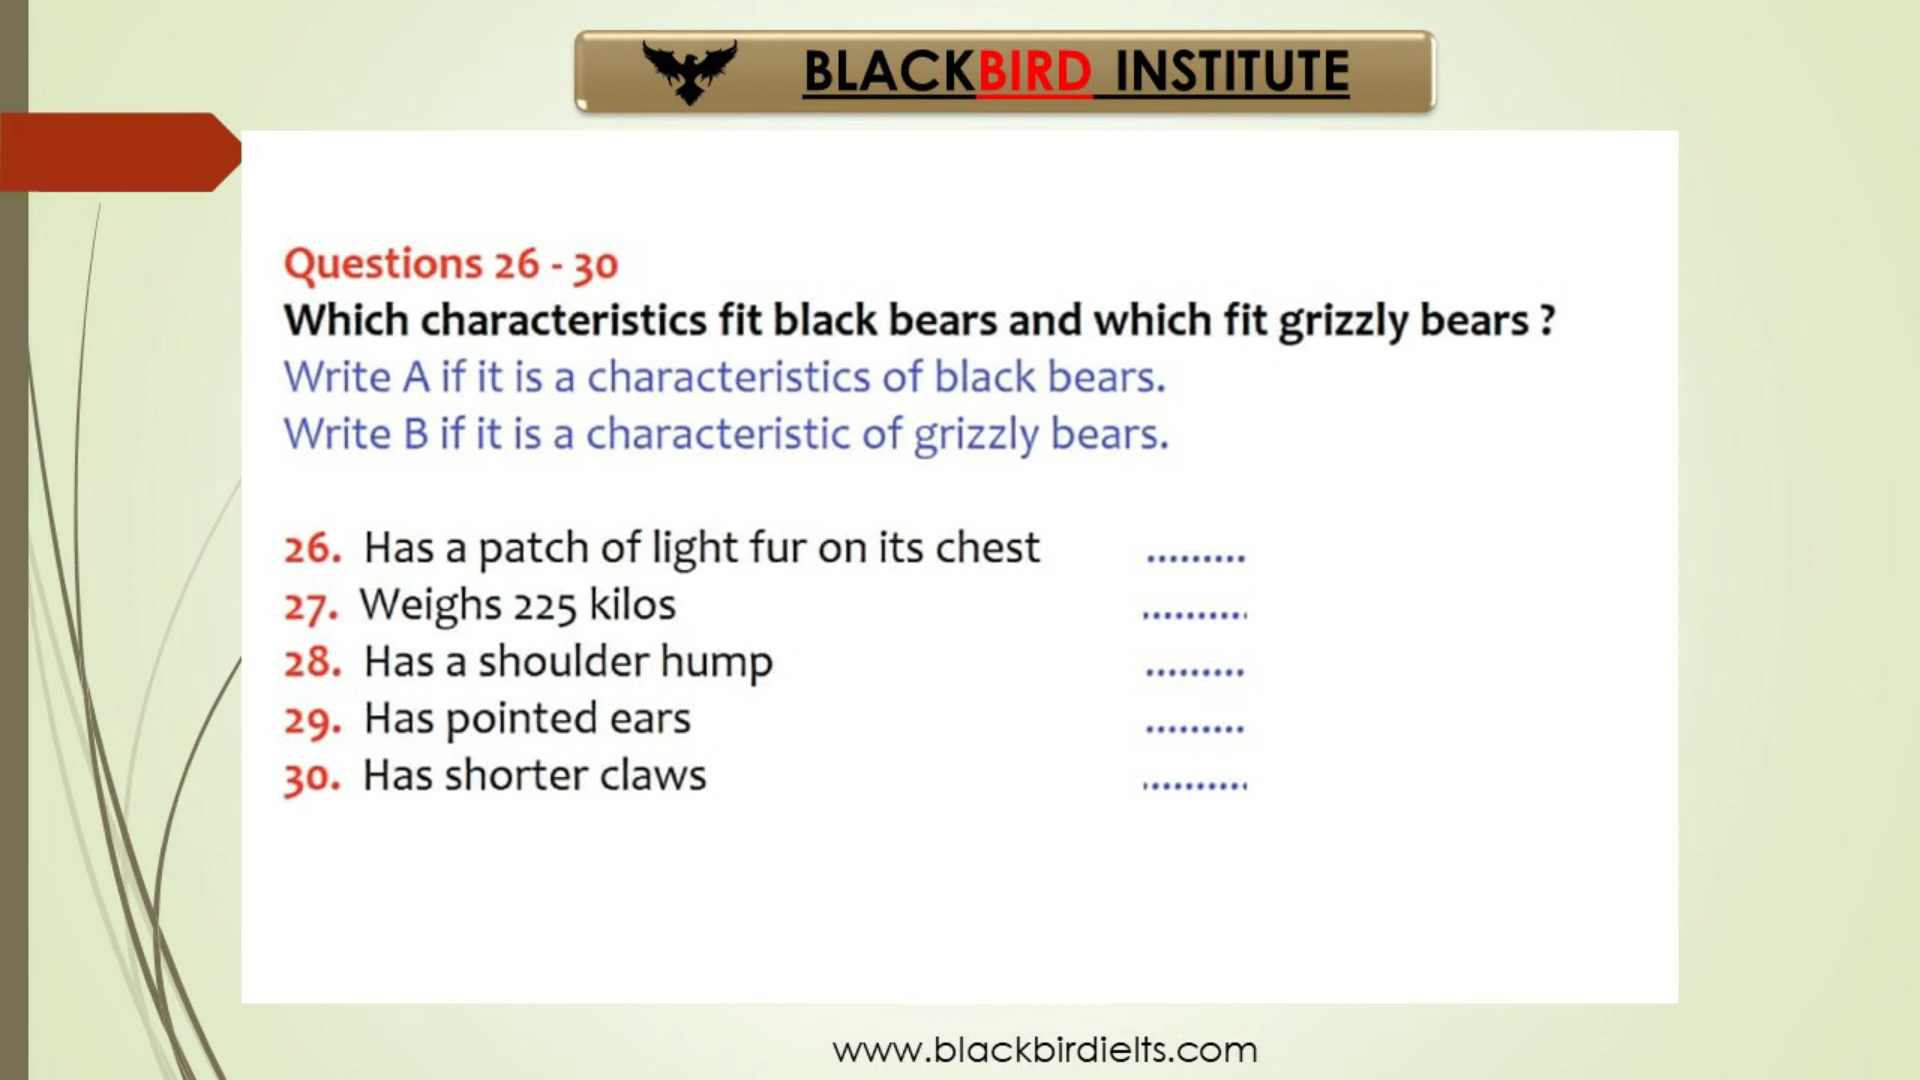 BLACKBIRD INSTITUTE
Questions 26 - 30
Which characteristics fit black bears and which fit grizzly bears ?
Write A if it is a characteristics of black bears.
Write B if it is a characteristic of grizzly bears.
26. Has a patch of light fur on its chest .........
27. Weighs 225 kilos ..........
28. Has a shoulder hump .........
29. Has pointed ears .........
30. Has shorter claws ..........
www.blackbirdielts.com